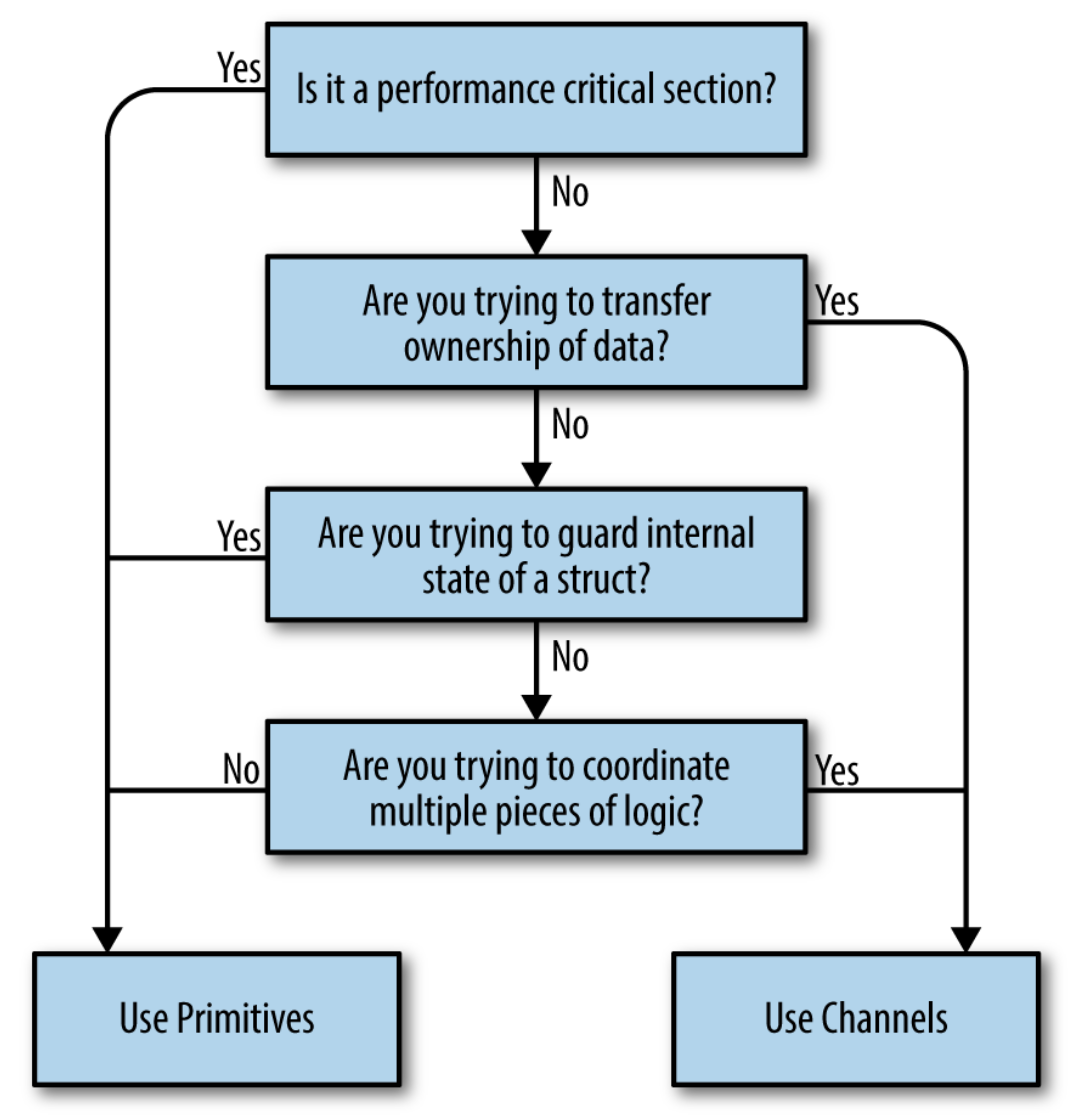 Yes
Is it a performance critical section?
No
Are you trying to transfer
ownership of data?
Yes
No
Yes
Are you trying to guard internal
state of a struct?
No
No
Are you trying to coordinate
multiple pieces of logic?
Yes
Use Primitives
Use Channels